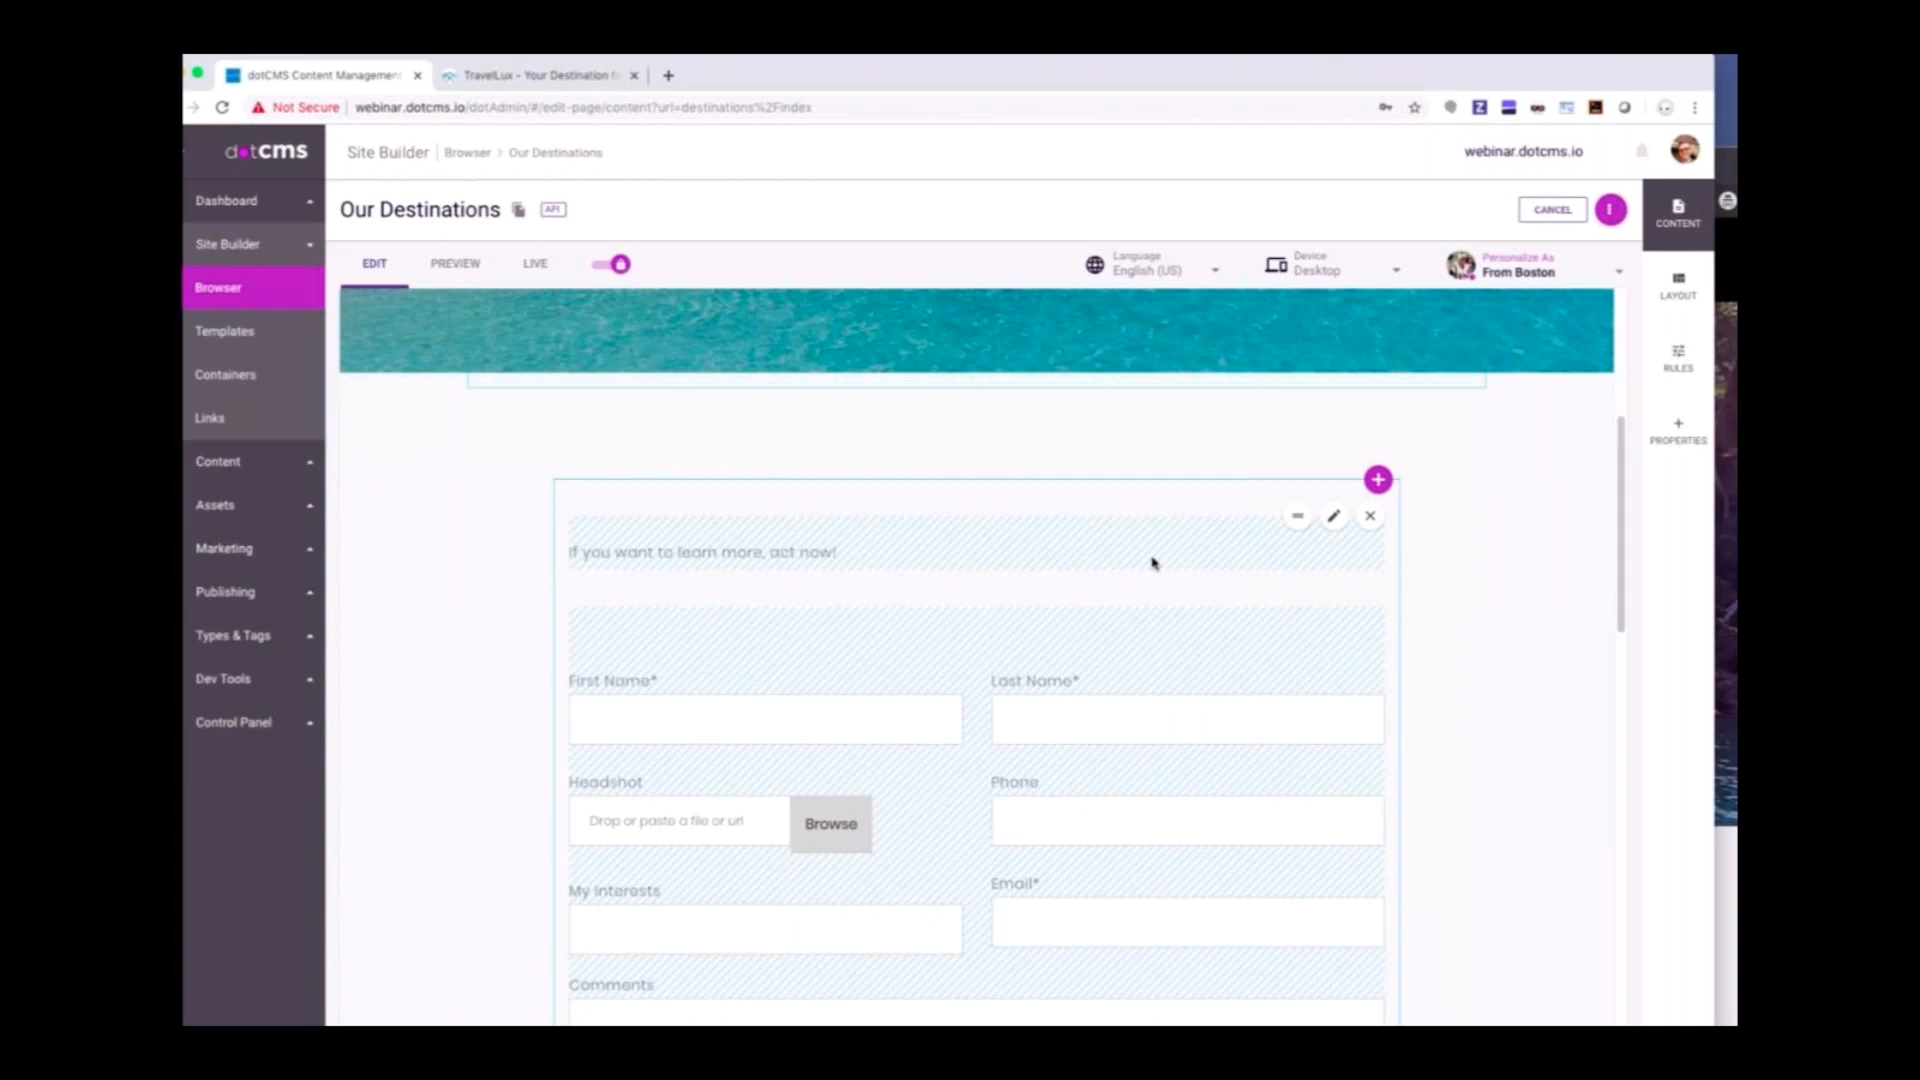 dotCMS Content Management
TravelLux - Your Destination fo
Not Secure | webinar.dotcms.io/dotAdmin/#/edit-page/content?url=destinations%2Findex
dotCMS
Site Builder
Browser > Our Destinations
webinar.dotcms.io
Our Destinations
API
CANCEL
EDIT
PREVIEW
LIVE
Language
English (US)
Device
Desktop
Personalize As
From Boston
Dashboard
Site Builder
Browser
Templates
Containers
Links
Content
Assets
Marketing
Publishing
Types & Tags
Dev Tools
Control Panel
CONTENT
LAYOUT
RULES
PROPERTIES
If you want to learn more, act now!
First Name*
Last Name*
Headshot
Drop or paste a file or url
Browse
Phone
My Interests
Email*
Comments